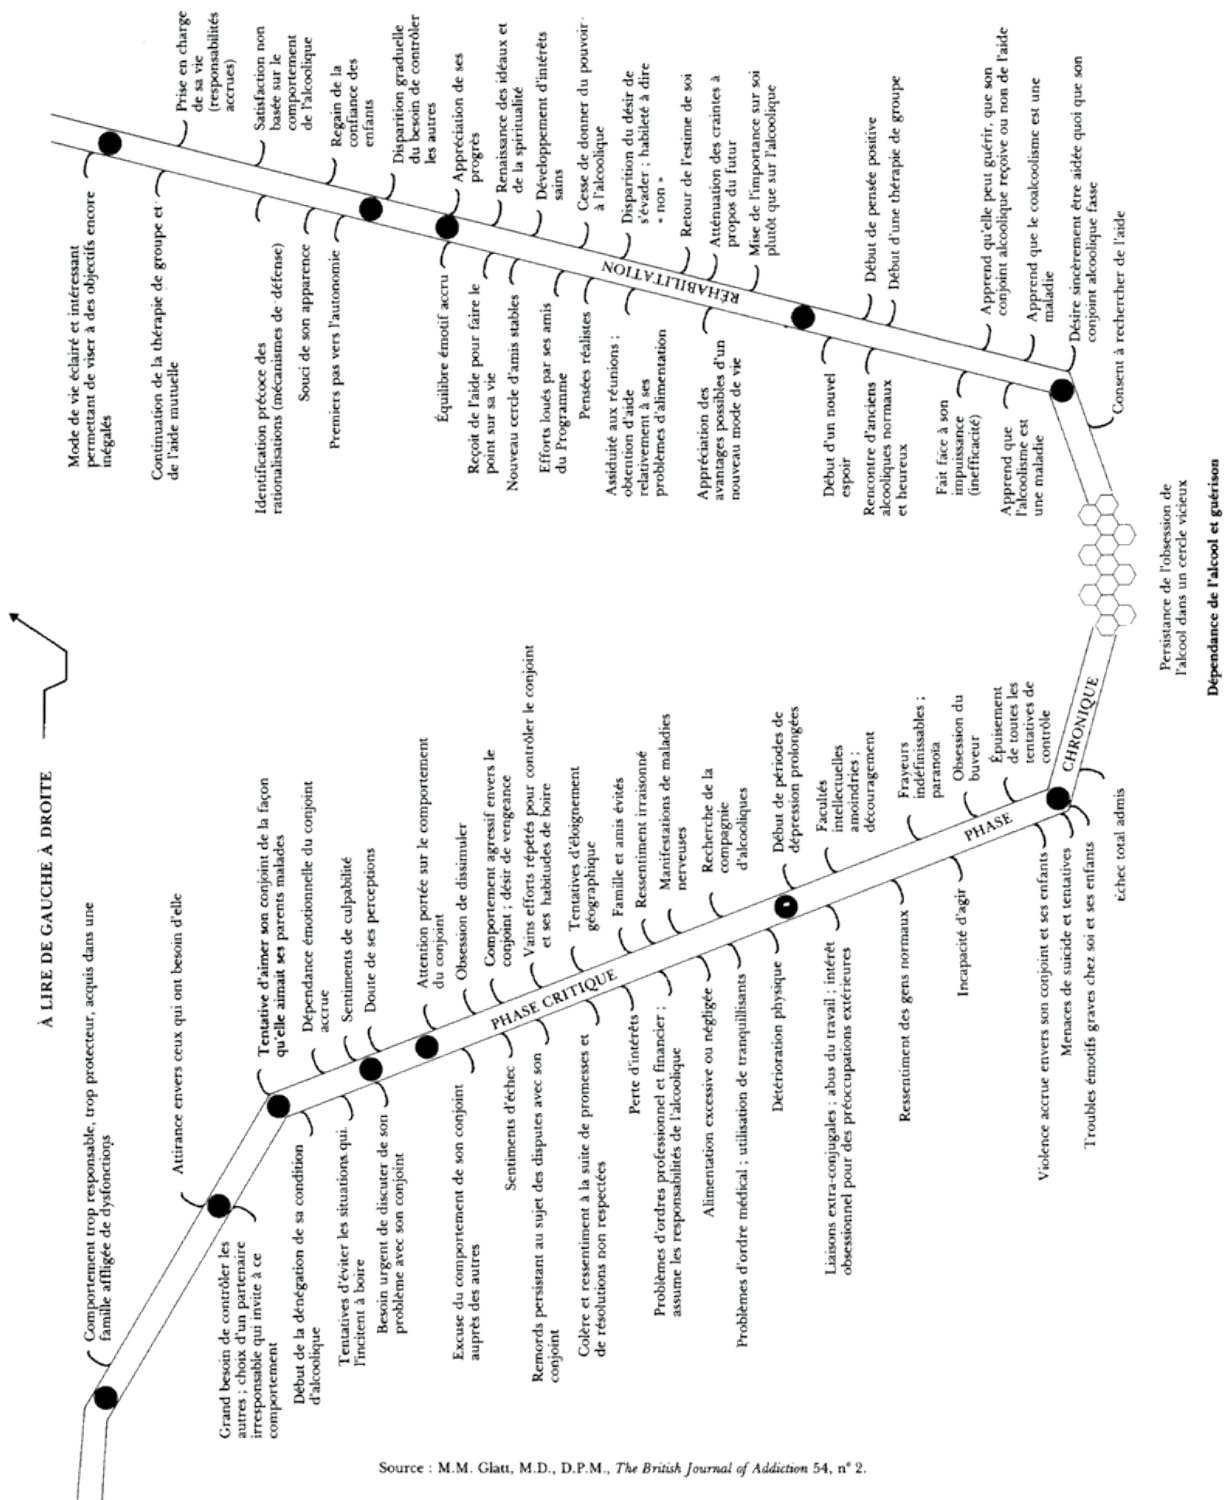 À LIRE DE GAUCHE À DROITE
Comportement trop responsable, trop protecteur, acquis dans une
famille affligée de dysfonctions
Attirance envers ceux qui ont besoin d'elle
Grand besoin de contrôler les
autres ; choix d'un partenaire
irresponsable qui invite à ce
comportement
Tentative d'aimer son conjoint de la façon
qu'elle aimait ses parents malades
Début de la dénégation de sa condition
d'alcoolique
Dépendance émotionnelle du conjoint
accrue
Tentatives d'éviter les situations qui
l'incitent à boire
Sentiments de culpabilité
Doute de ses perceptions
Besoin urgent de discuter de son
problème avec son conjoint
Attention portée sur le comportement
du conjoint
Obsession de dissimuler
Excuse du comportement de son conjoint
auprès des autres
Comportement agressif envers le
conjoint ; désir de vengeance
Sentiments d'échec
PHASE CRITIQUE
Vains efforts répétés pour contrôler le conjoint
et ses habitudes de boire
Remords persistant au sujet des disputes avec son
conjoint
Tentatives d'éloignement
géographique
Colère et ressentiment à la suite de promesses et
de résolutions non respectées
Famille et amis évités
Perte d'intérêts
Ressentiment irraisonné
Manifestations de maladies
nerveuses
Problèmes d'ordres professionnel et financier ;
assume les responsabilités de l'alcoolique
Recherche de la
compagnie
d'alcooliques
Alimentation excessive ou négligée
Problèmes d'ordre médical ; utilisation de tranquillisants
Début de périodes de
dépression prolongées
Détérioration physique
Facultés
intellectuelles
amoindries ;
découragement
Liaisons extra-conjugales ; abus du travail ; intérêt
obsessionnel pour des préoccupations extérieures
Frayeurs
indéfinissables ;
paranoïa
Ressentiment des gens normaux
Obsession du
buveur
Incapacité d'agir
Épuisement
de toutes les
tentatives de
contrôle
PHASE
CHRONIQUE
Violence accrue envers son conjoint et ses enfants
Menaces de suicide et tentatives
Troubles émotifs graves chez soi et ses enfants
Échec total admis
Persistance de l'obsession de
l'alcool dans un cercle vicieux
Consent à rechercher de l'aide
Désire sincèrement être aidée quoi que son
conjoint alcoolique fasse
Apprend que
l'alcoolisme est
une maladie
Apprend que le coalcoolisme est une
maladie
Fait face à son
impuissance
(inefficacité)
Apprend qu'elle peut guérir, que son
conjoint alcoolique reçoive ou non de l'aide
Rencontre d'anciens
alcooliques normaux
et heureux
Début d'une thérapie de groupe
Début d'un nouvel
espoir
Début de pensée positive
RÉHABILITATION
Appréciation des
avantages possibles d'un
nouveau mode de vie
Mise de l'importance sur soi
plutôt que sur l'alcoolique
Atténuation des craintes à
propos du futur
Retour de l'estime de soi
Assiduité aux réunions ;
obtention d'aide
relativement à ses
problèmes d'alimentation
Disparition du désir de
s'évader ; habileté à dire
« non »
Pensées réalistes
Cesse de donner du pouvoir
à l'alcoolique
Efforts loués par ses amis
du Programme
Développement d'intérêts
sains
Nouveau cercle d'amis stables
Renaissance des idéaux et
de la spiritualité
Reçoit de l'aide pour faire le
point sur sa vie
Appréciation de ses
progrès
Équilibre émotif accru
Disparition graduelle
du besoin de contrôler
les autres
Premiers pas vers l'autonomie
Regain de la
confiance des
enfants
Souci de son apparence
Identification précoce des
rationalisations (mécanismes de défense)
Satisfaction non
basée sur le
comportement
de l'alcoolique
Continuation de la thérapie de groupe et
de l'aide mutuelle
Prise en charge
de sa vie
(responsabilités
accrues)
Mode de vie éclairé et intéressant
permettant de viser à des objectifs encore
inégalés
Dépendance de l'alcool et guérison
Source : M.M. Glatt, M.D., D.P.M., The British Journal of Addiction 54, n° 2.